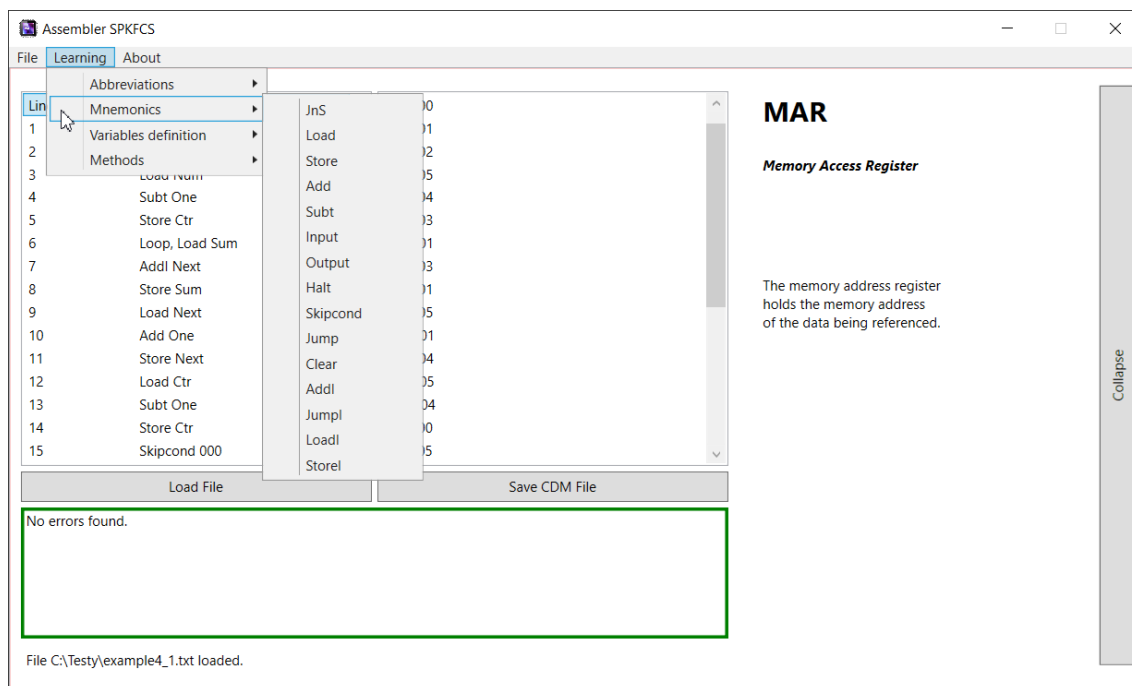 Assembler SPKFCS
File Learning About
Abbreviations
Mnemonics
Variables definition
Methods
JnS
Load
Store
Add
Subt
Input
Output
Halt
Skipcond
Jump
Clear
AddI
JumpI
LoadI
StoreI
1
2
3 Load Num
4 Subt One
5 Store Ctr
6 Loop, Load Sum
7 AddI Next
8 Store Sum
9 Load Next
10 Add One
11 Store Next
12 Load Ctr
13 Subt One
14 Store Ctr
15 Skipcond 000
Load File
Save CDM File
No errors found.
File C:\Testy\example4_1.txt loaded.
MAR
Memory Access Register
The memory address register
holds the memory address
of the data being referenced.
Collapse